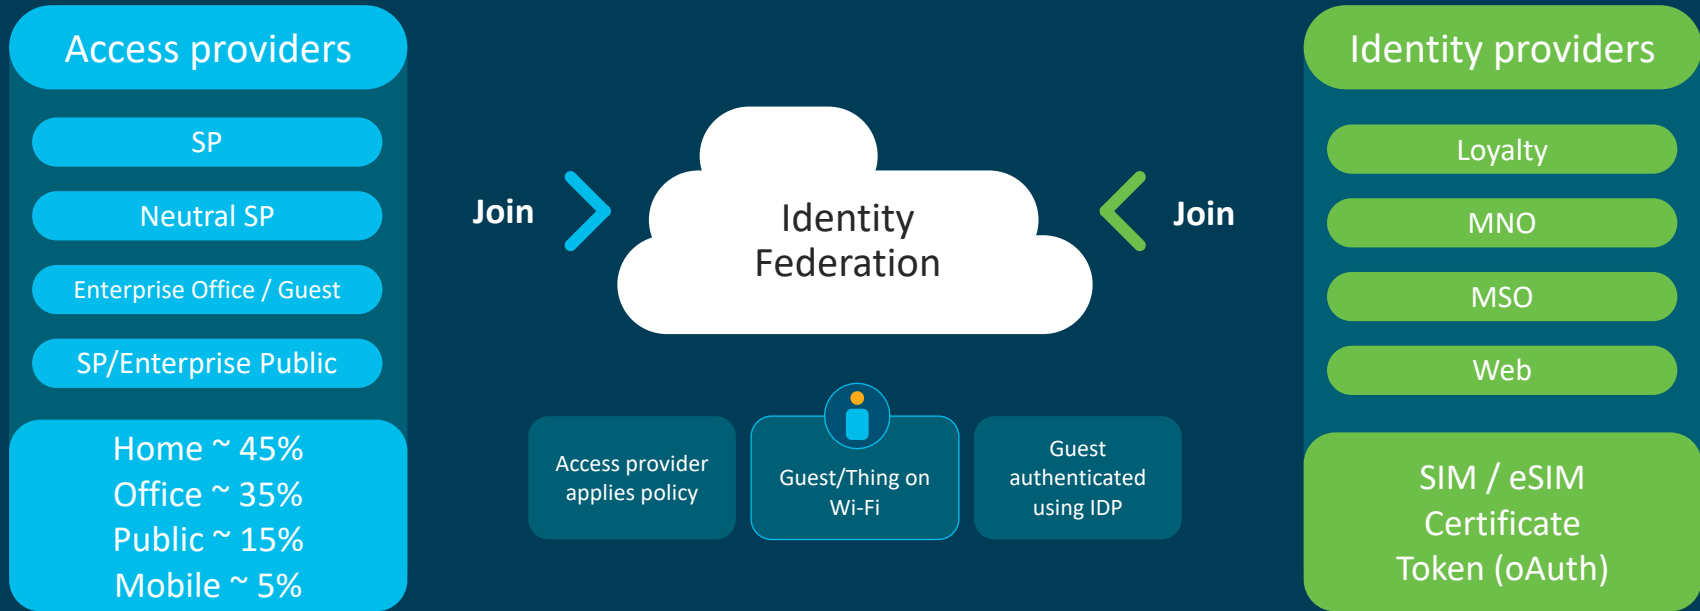 Access providers
SP
Neutral SP
Enterprise Office / Guest
SP/Enterprise Public
Home ~ 45%
Office ~ 35%
Public ~ 15%
Mobile ~ 5%
Join
Identity
Federation
Join
Access provider
applies policy
Guest/Thing on
Wi-Fi
Guest
authenticated
using IDP
Identity providers
Loyalty
MNO
MSO
Web
SIM / eSIM
Certificate
Token (oAuth)